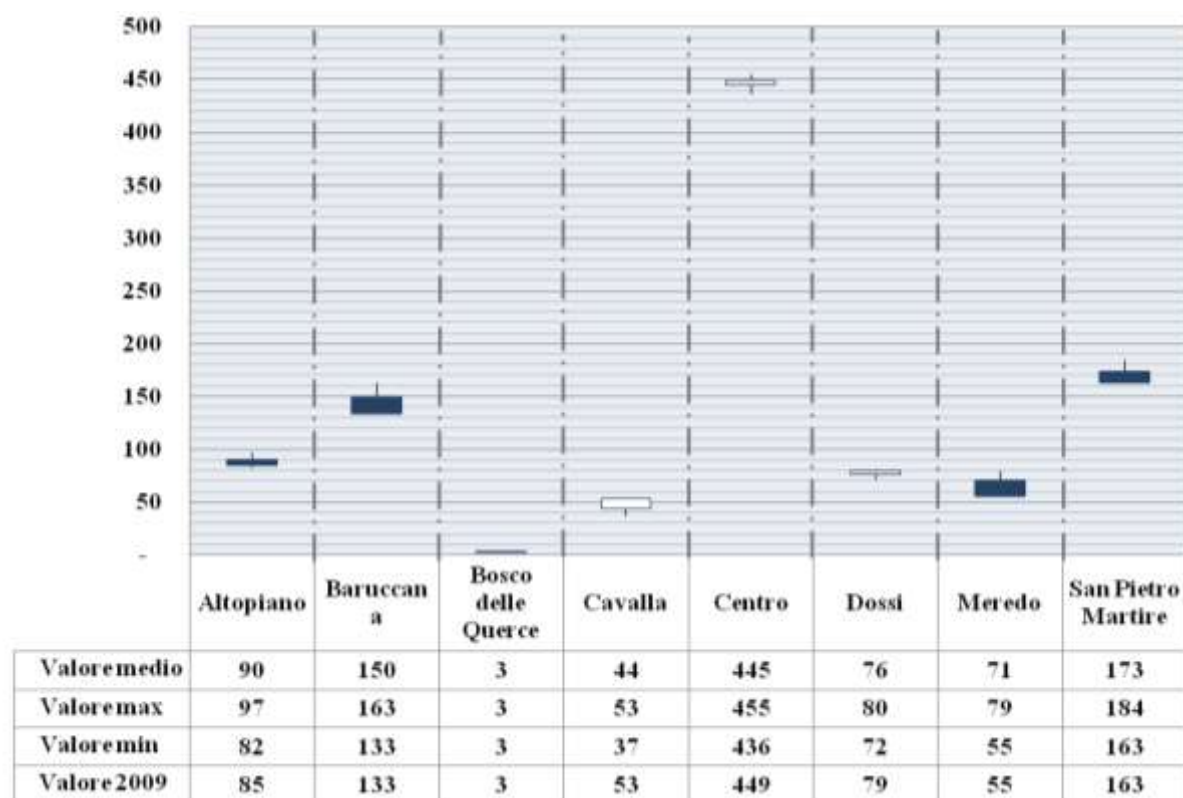 500
450
400
350
300
250
200
150
100
50
-
Altopiano Baruccan a Bosco delle Querce Cavalla Centro Dossi Meredo San Pietro Martire
Valore medio 90 150 3 44 445 76 71 173
Valore max 97 163 3 53 455 80 79 184
Valore min 82 133 3 37 436 72 55 163
Valore 2009 85 133 3 53 449 79 55 163